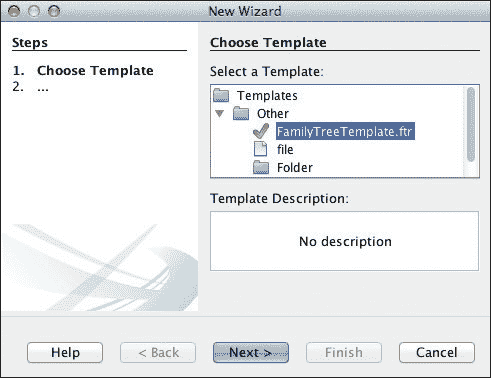 New Wizard
Steps
1. Choose Template
2. ...
Choose Template
Select a Template:
Templates
Other
FamilyTreeTemplate.ftr
file
Folder
Template Description:
No description
Help
< Back
Next >
Finish
Cancel